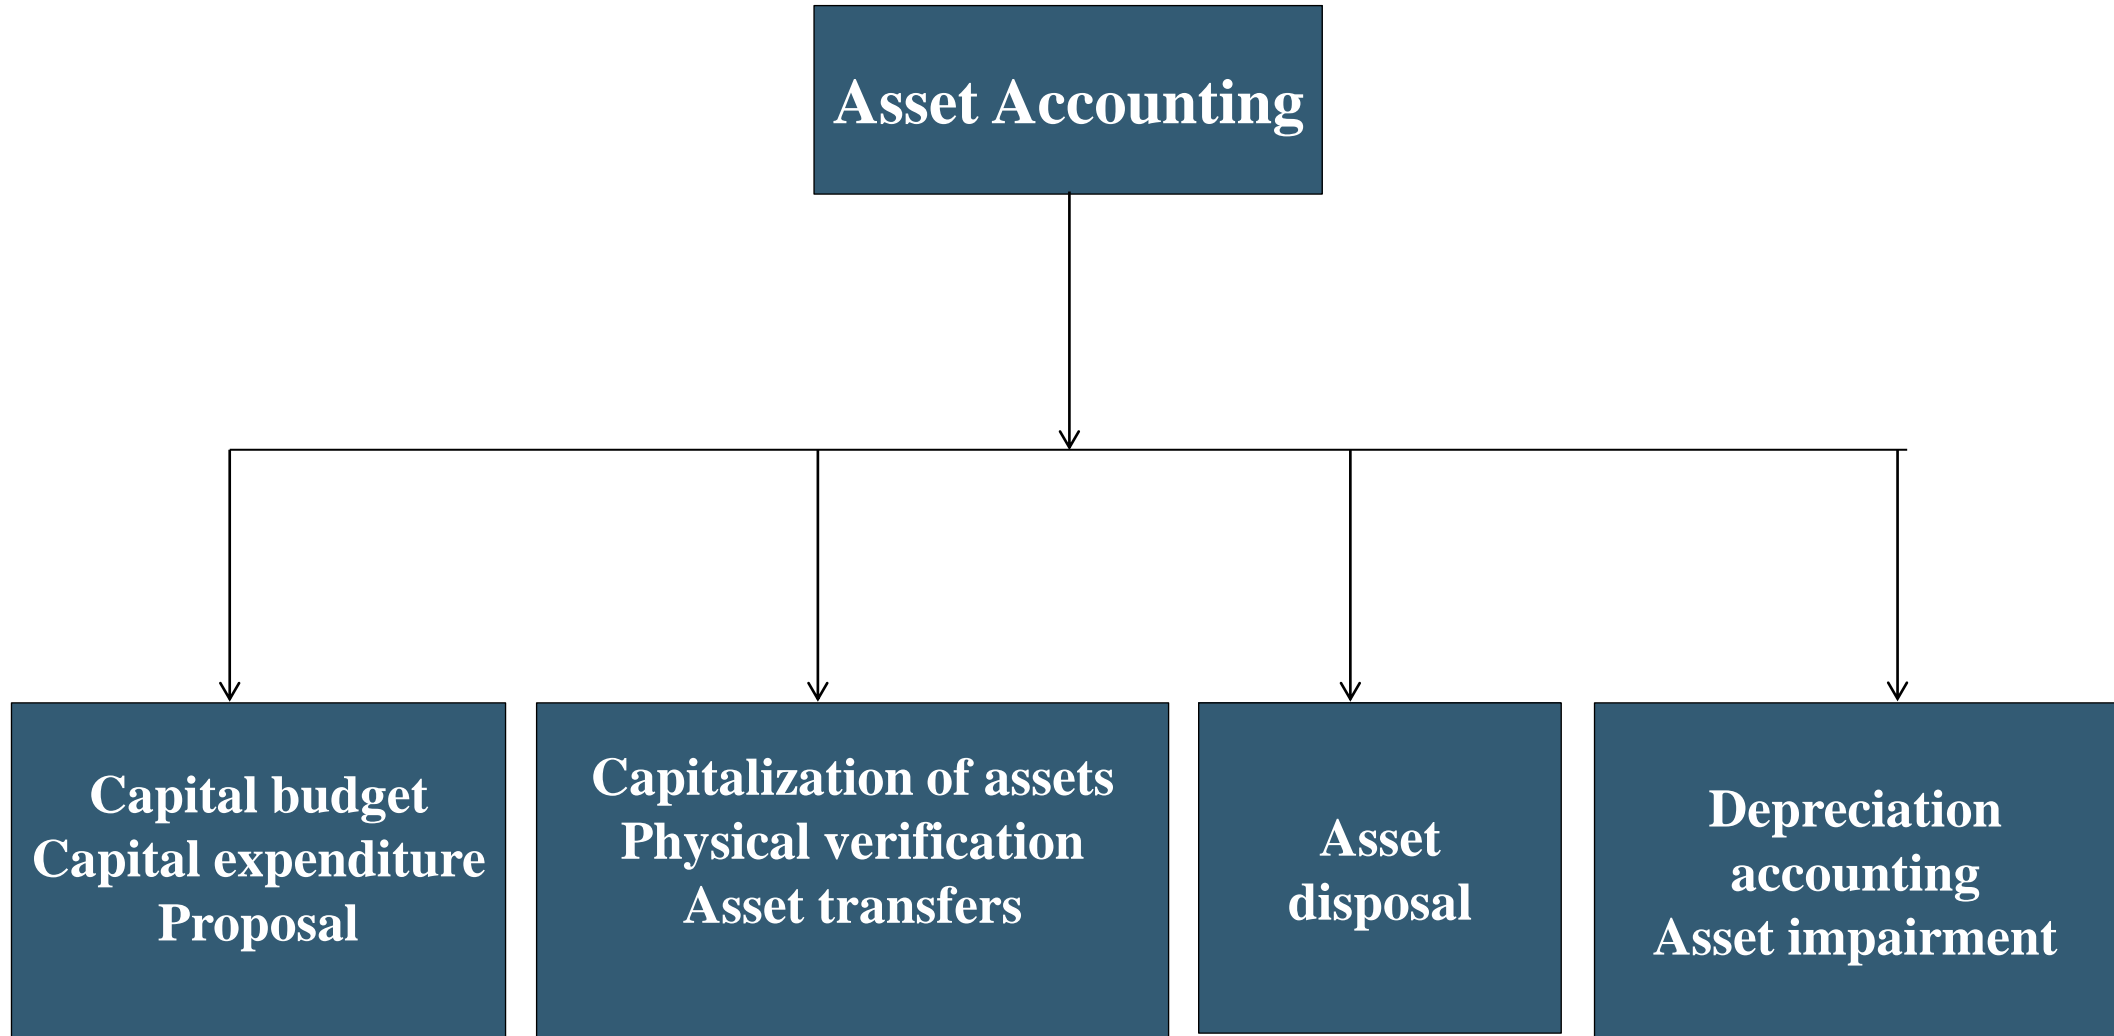 Asset Accounting
Capital budget
Capital expenditure
Proposal
Capitalization of assets
Physical verification
Asset transfers
Asset
disposal
Depreciation
accounting
Asset impairment